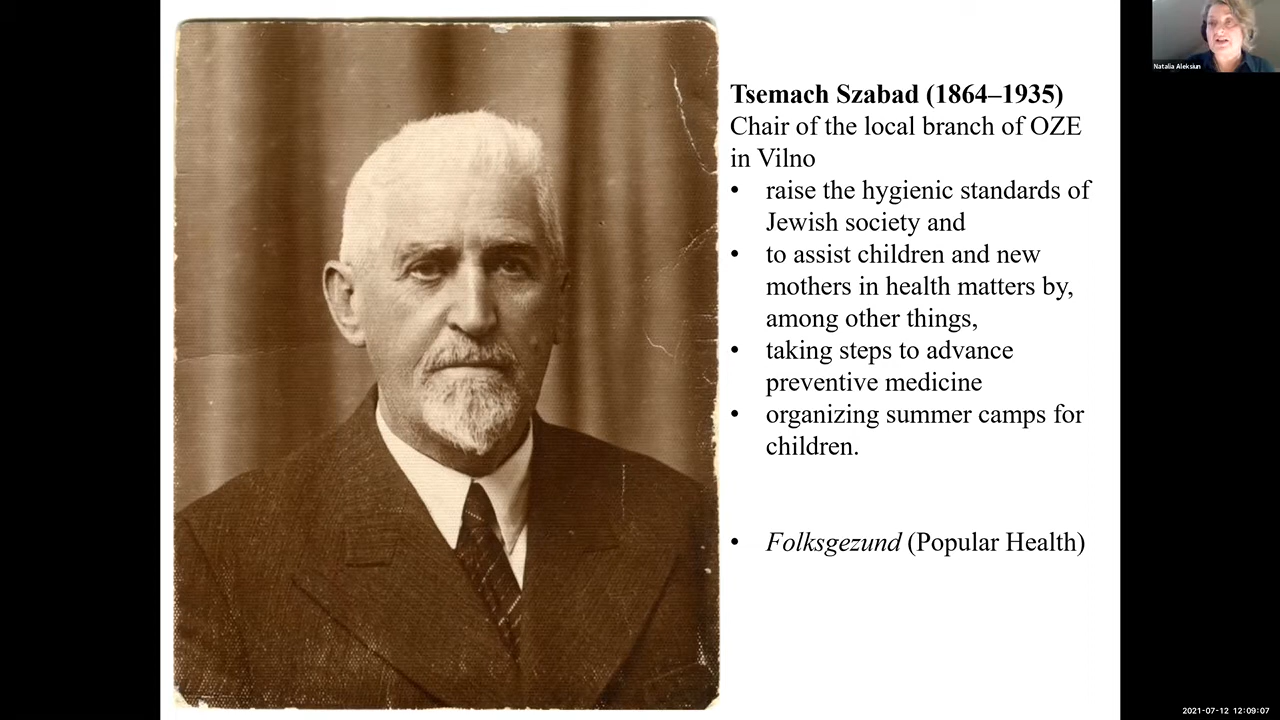 Natalia Aleksiun
Tsemach Szabad (1864–1935)
Chair of the local branch of OZE
in Vilno
• raise the hygienic standards of
Jewish society and
• to assist children and new
mothers in health matters by,
among other things,
• taking steps to advance
preventive medicine
• organizing summer camps for
children.
• Folksgezund (Popular Health)
2021-07-12 12:09:07